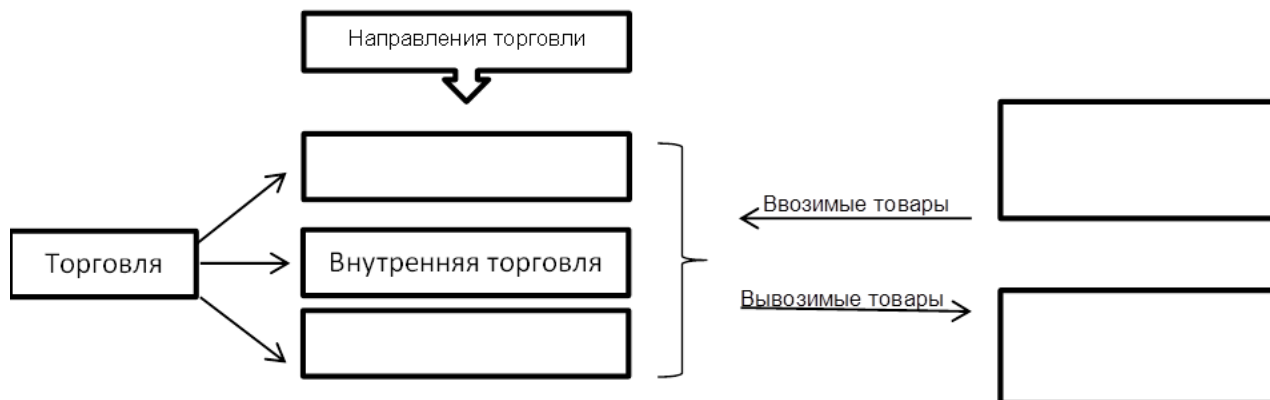 Направления торговли
Ввозимые товары
Торговля
Внутренняя торговля
Вывозимые товары